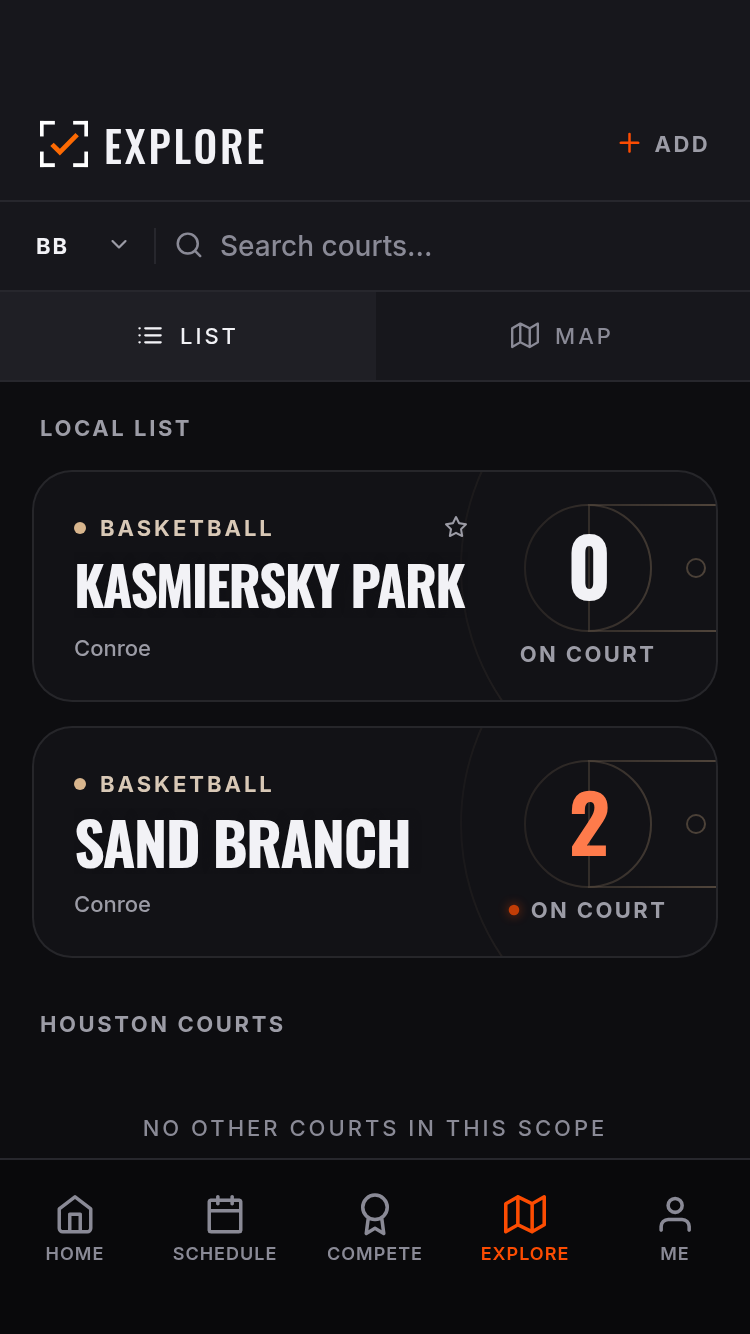 EXPLORE
ADD
BB
Search courts...
LIST
MAP
LOCAL LIST
BASKETBALL
KASMIERSKY PARK
Conroe
0
ON COURT
BASKETBALL
SAND BRANCH
Conroe
2
ON COURT
HOUSTON COURTS
NO OTHER COURTS IN THIS SCOPE
HOME
SCHEDULE
COMPETE
EXPLORE
ME